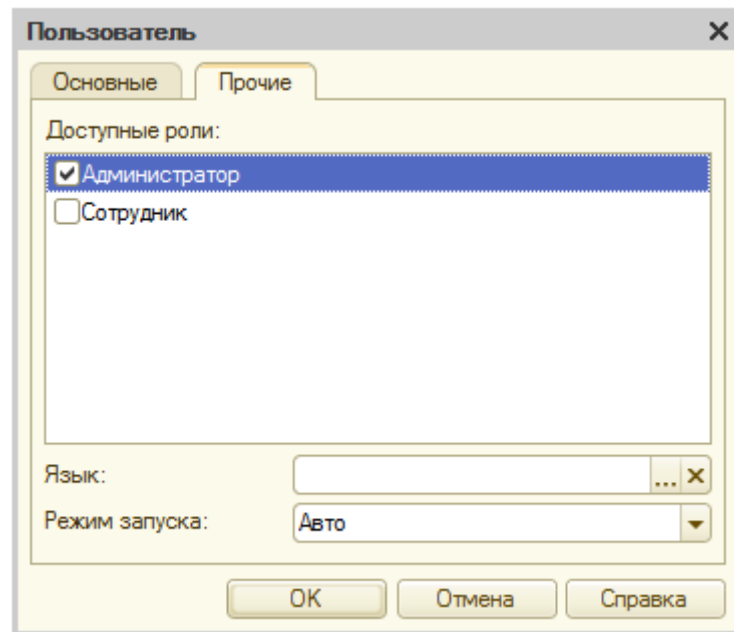 Пользователь
Основные Прочие
Доступные роли:
Администратор
Сотрудник
Язык: ...
Режим запуска: Авто
OK Отмена Справка